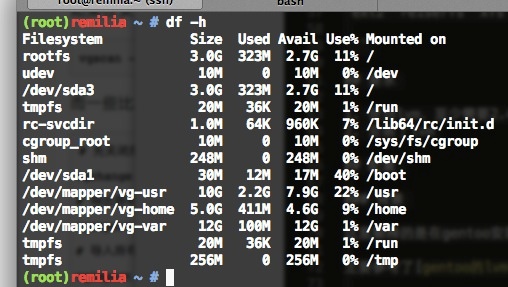 root@remilia:~ (ssh)
bash
(root)remilia ~ # df -h
Filesystem Size Used Avail Use% Mounted on
rootfs 3.0G 323M 2.7G 11% /
udev 10M 0 10M 0% /dev
/dev/sda3 3.0G 323M 2.7G 11% /
tmpfs 20M 36K 20M 1% /run
rc-svcdir 1.0M 64K 960K 7% /lib64/rc/init.d
cgroup_root 10M 0 10M 0% /sys/fs/cgroup
shm 248M 0 248M 0% /dev/shm
/dev/sda1 30M 12M 17M 40% /boot
/dev/mapper/vg-usr 10G 2.2G 7.9G 22% /usr
/dev/mapper/vg-home 5.0G 411M 4.6G 9% /home
/dev/mapper/vg-var 12G 100M 12G 1% /var
tmpfs 20M 36K 20M 1% /run
tmpfs 256M 0 256M 0% /tmp
(root)remilia ~ #